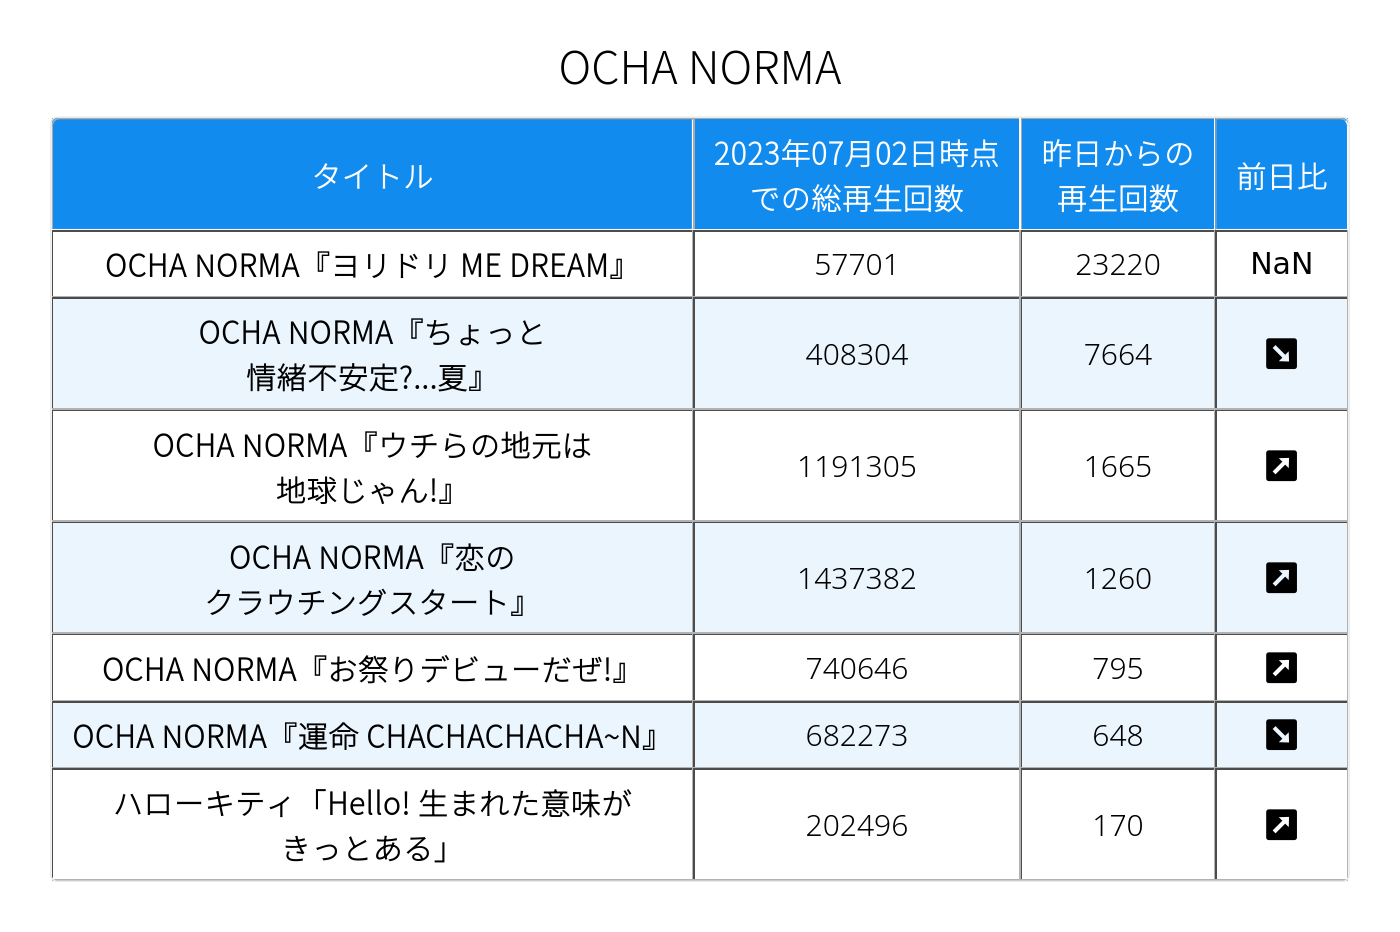 OCHA NORMA
タイトル
2023年07月02日時点
での総再生回数
昨日からの
再生回数
前日比
OCHA NORMA『ヨリドリ ME DREAM』
57701
23220
NaN
OCHA NORMA『ちょっと
情緒不安定?...夏』
408304
7664
OCHA NORMA『ウチらの地元は
地球じゃん!』
1191305
1665
OCHA NORMA『恋の
クラウチングスタート』
1437382
1260
OCHA NORMA『お祭りデビューだぜ!』
740646
795
OCHA NORMA『運命 CHACHACHACHA~N』
682273
648
ハローキティ「Hello! 生まれた意味が
きっとある」
202496
170